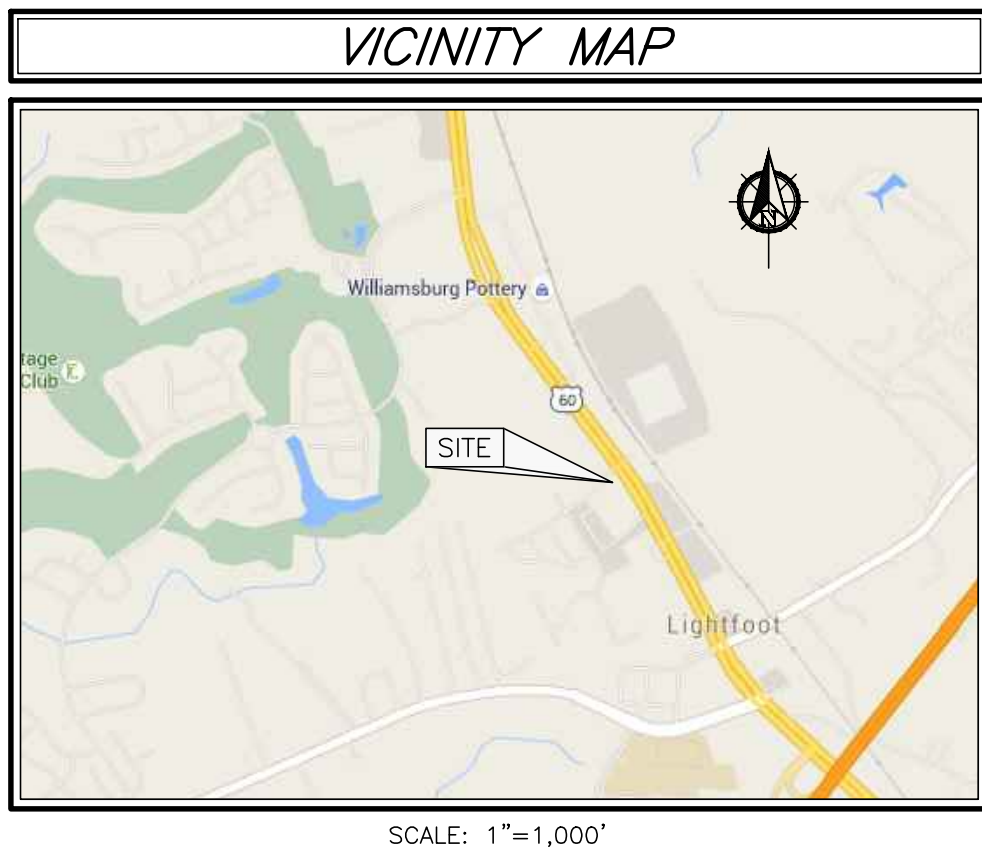 VICINITY MAP
N
Williamsburg Pottery
tage
Club
60
SITE
Lightfoot
SCALE: 1"=1,000'